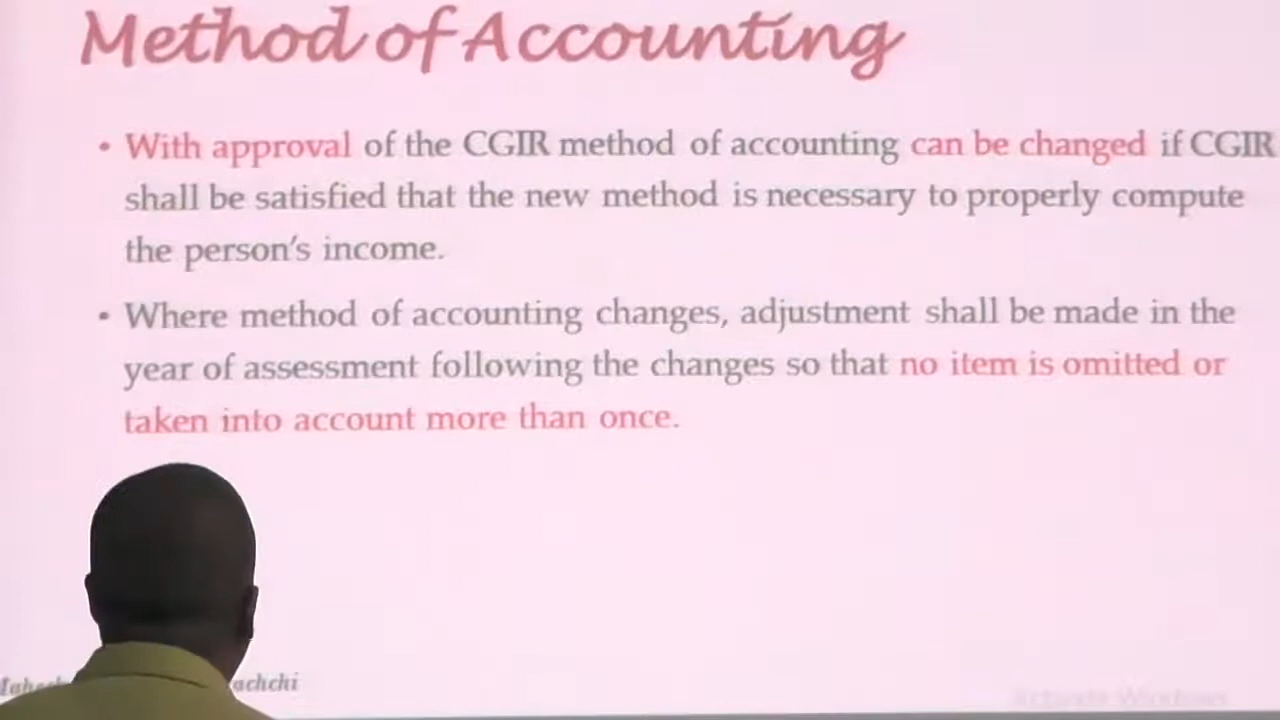 Method of Accounting
• With approval of the CGIR method of accounting can be changed if CGIR
shall be satisfied that the new method is necessary to properly compute
the person's income.
• Where method of accounting changes, adjustment shall be made in the
year of assessment following the changes so that no item is omitted or
taken into account more than once.
Activate Windows